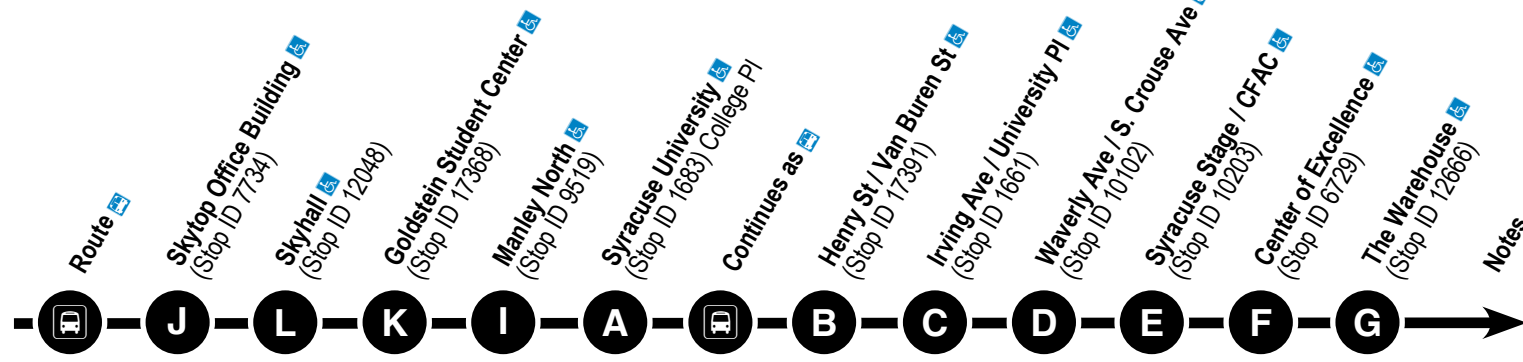 Route
Skytop Office Building
(Stop ID 7734)
Skyhall
(Stop ID 12048)
Goldstein Student Center
(Stop ID 17368)
Manley North
(Stop ID 9519)
Syracuse University
(Stop ID 1683) College Pl
Continues as
Henry St / Van Buren St
(Stop ID 17391)
Irving Ave / University Pl
(Stop ID 1661)
Waverly Ave / S. Crouse Ave
(Stop ID 10102)
Syracuse Stage / CFAC
(Stop ID 10203)
Center of Excellence
(Stop ID 6729)
The Warehouse
(Stop ID 12666)
Notes
J L K I A B C D E F G